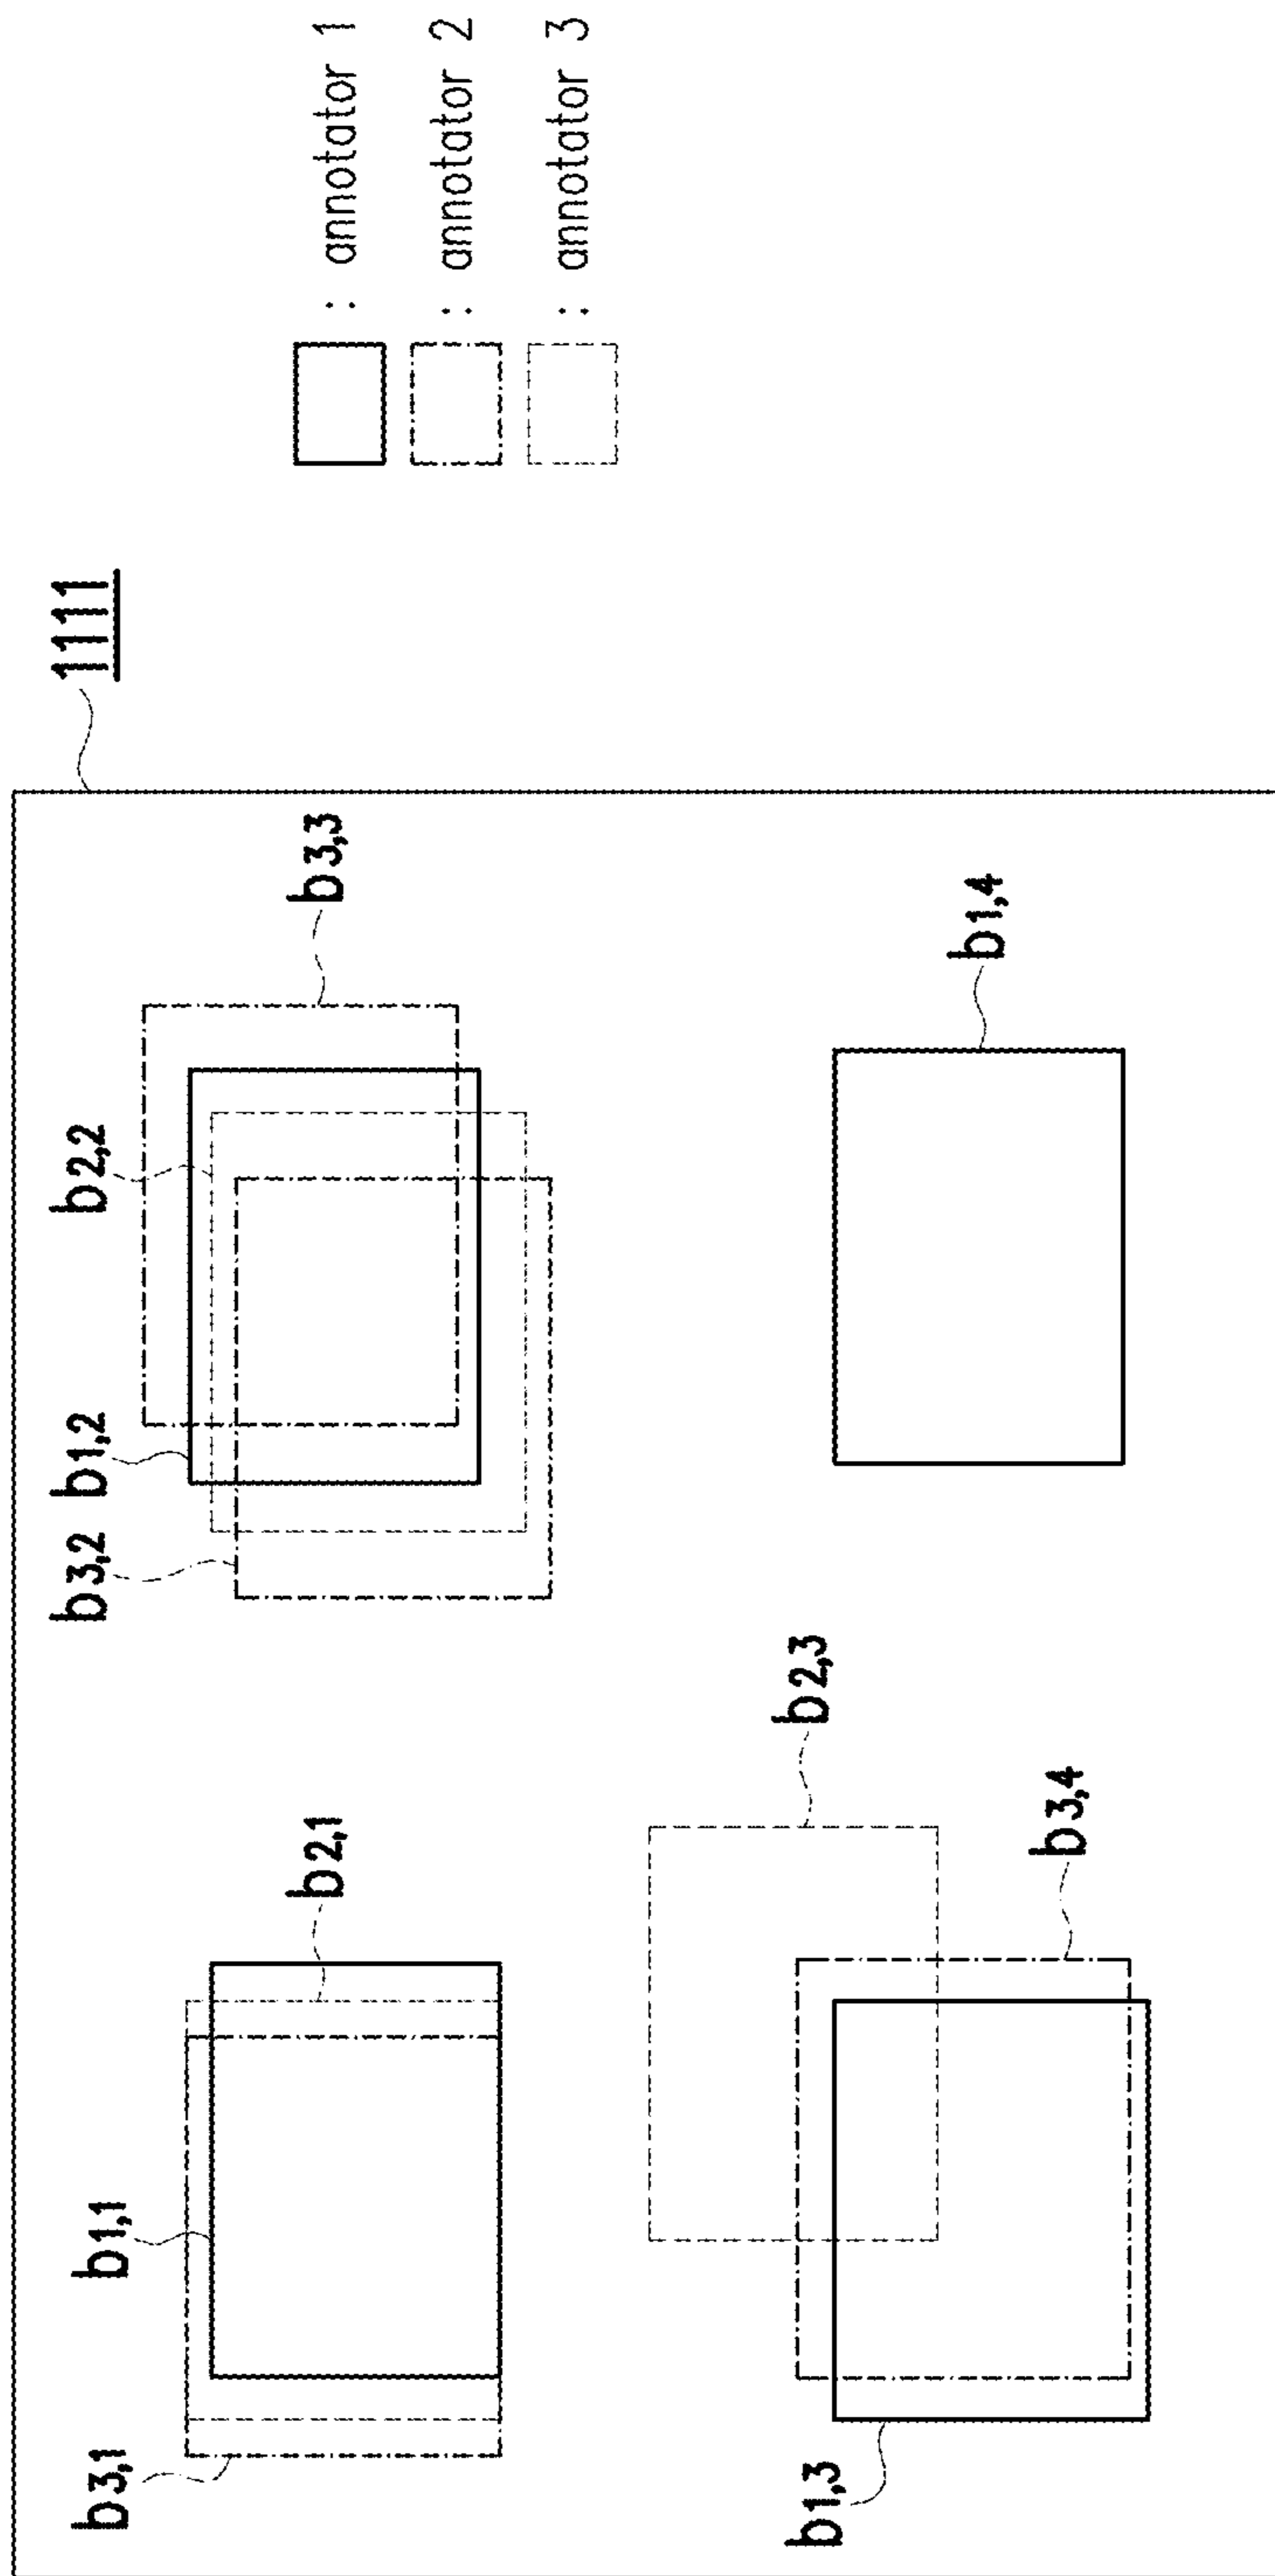 1111
: annotator 1
: annotator 2
: annotator 3
b3,1
b1,1
b2,1
b3,2
b1,2
b2,2
b3,3
b1,3
b3,4
b2,3
b1,4